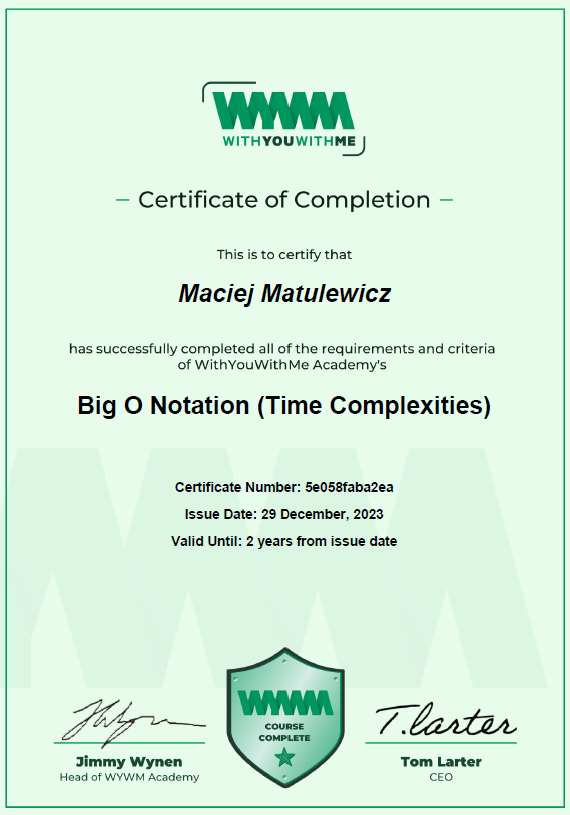 WYWM
WITHYOUWITHME
Certificate of Completion
This is to certify that
Maciej Matulewicz
has successfully completed all of the requirements and criteria
of WithYouWithMe Academy's
Big O Notation (Time Complexities)
Certificate Number: 5e058faba2ea
Issue Date: 29 December, 2023
Valid Until: 2 years from issue date
WYWM
COURSE
COMPLETE
T.larter
Jimmy Wynen
Head of WYWM Academy
Tom Larter
CEO